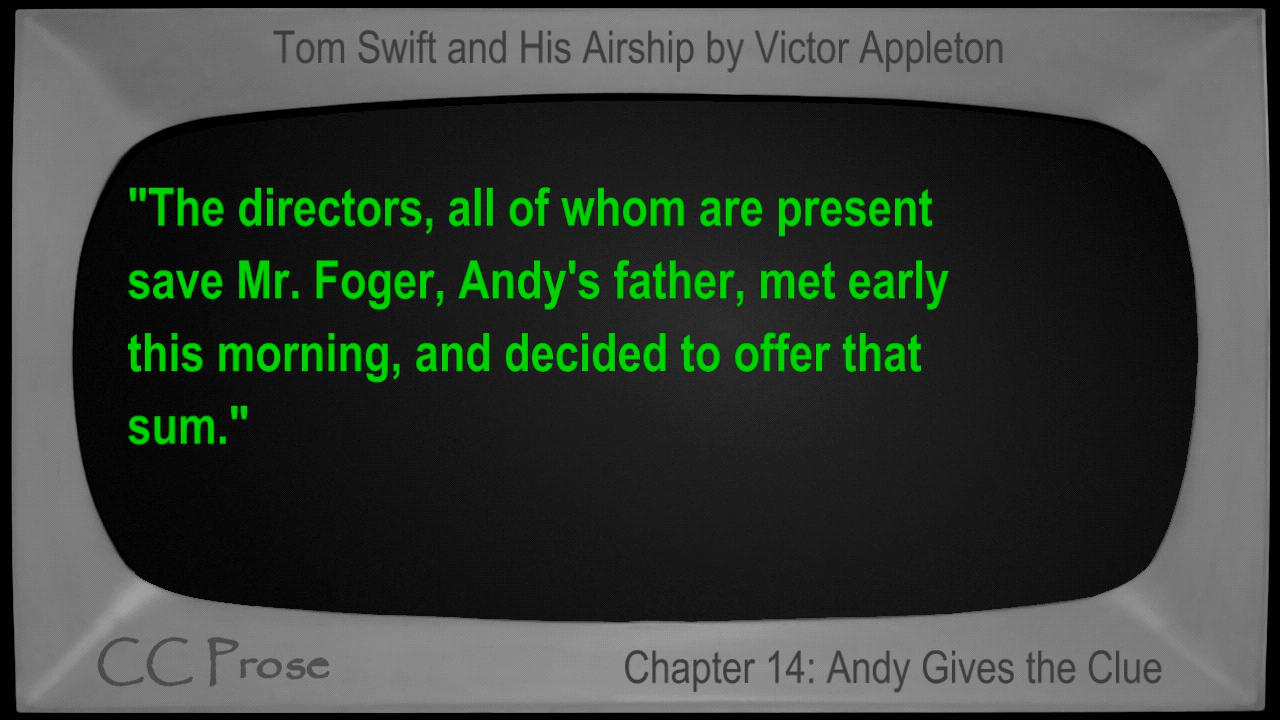 Tom Swift and His Airship by Victor Appleton
"The directors, all of whom are present
save Mr. Foger, Andy's father, met early
this morning, and decided to offer that
sum."
CC Prose
Chapter 14: Andy Gives the Clue